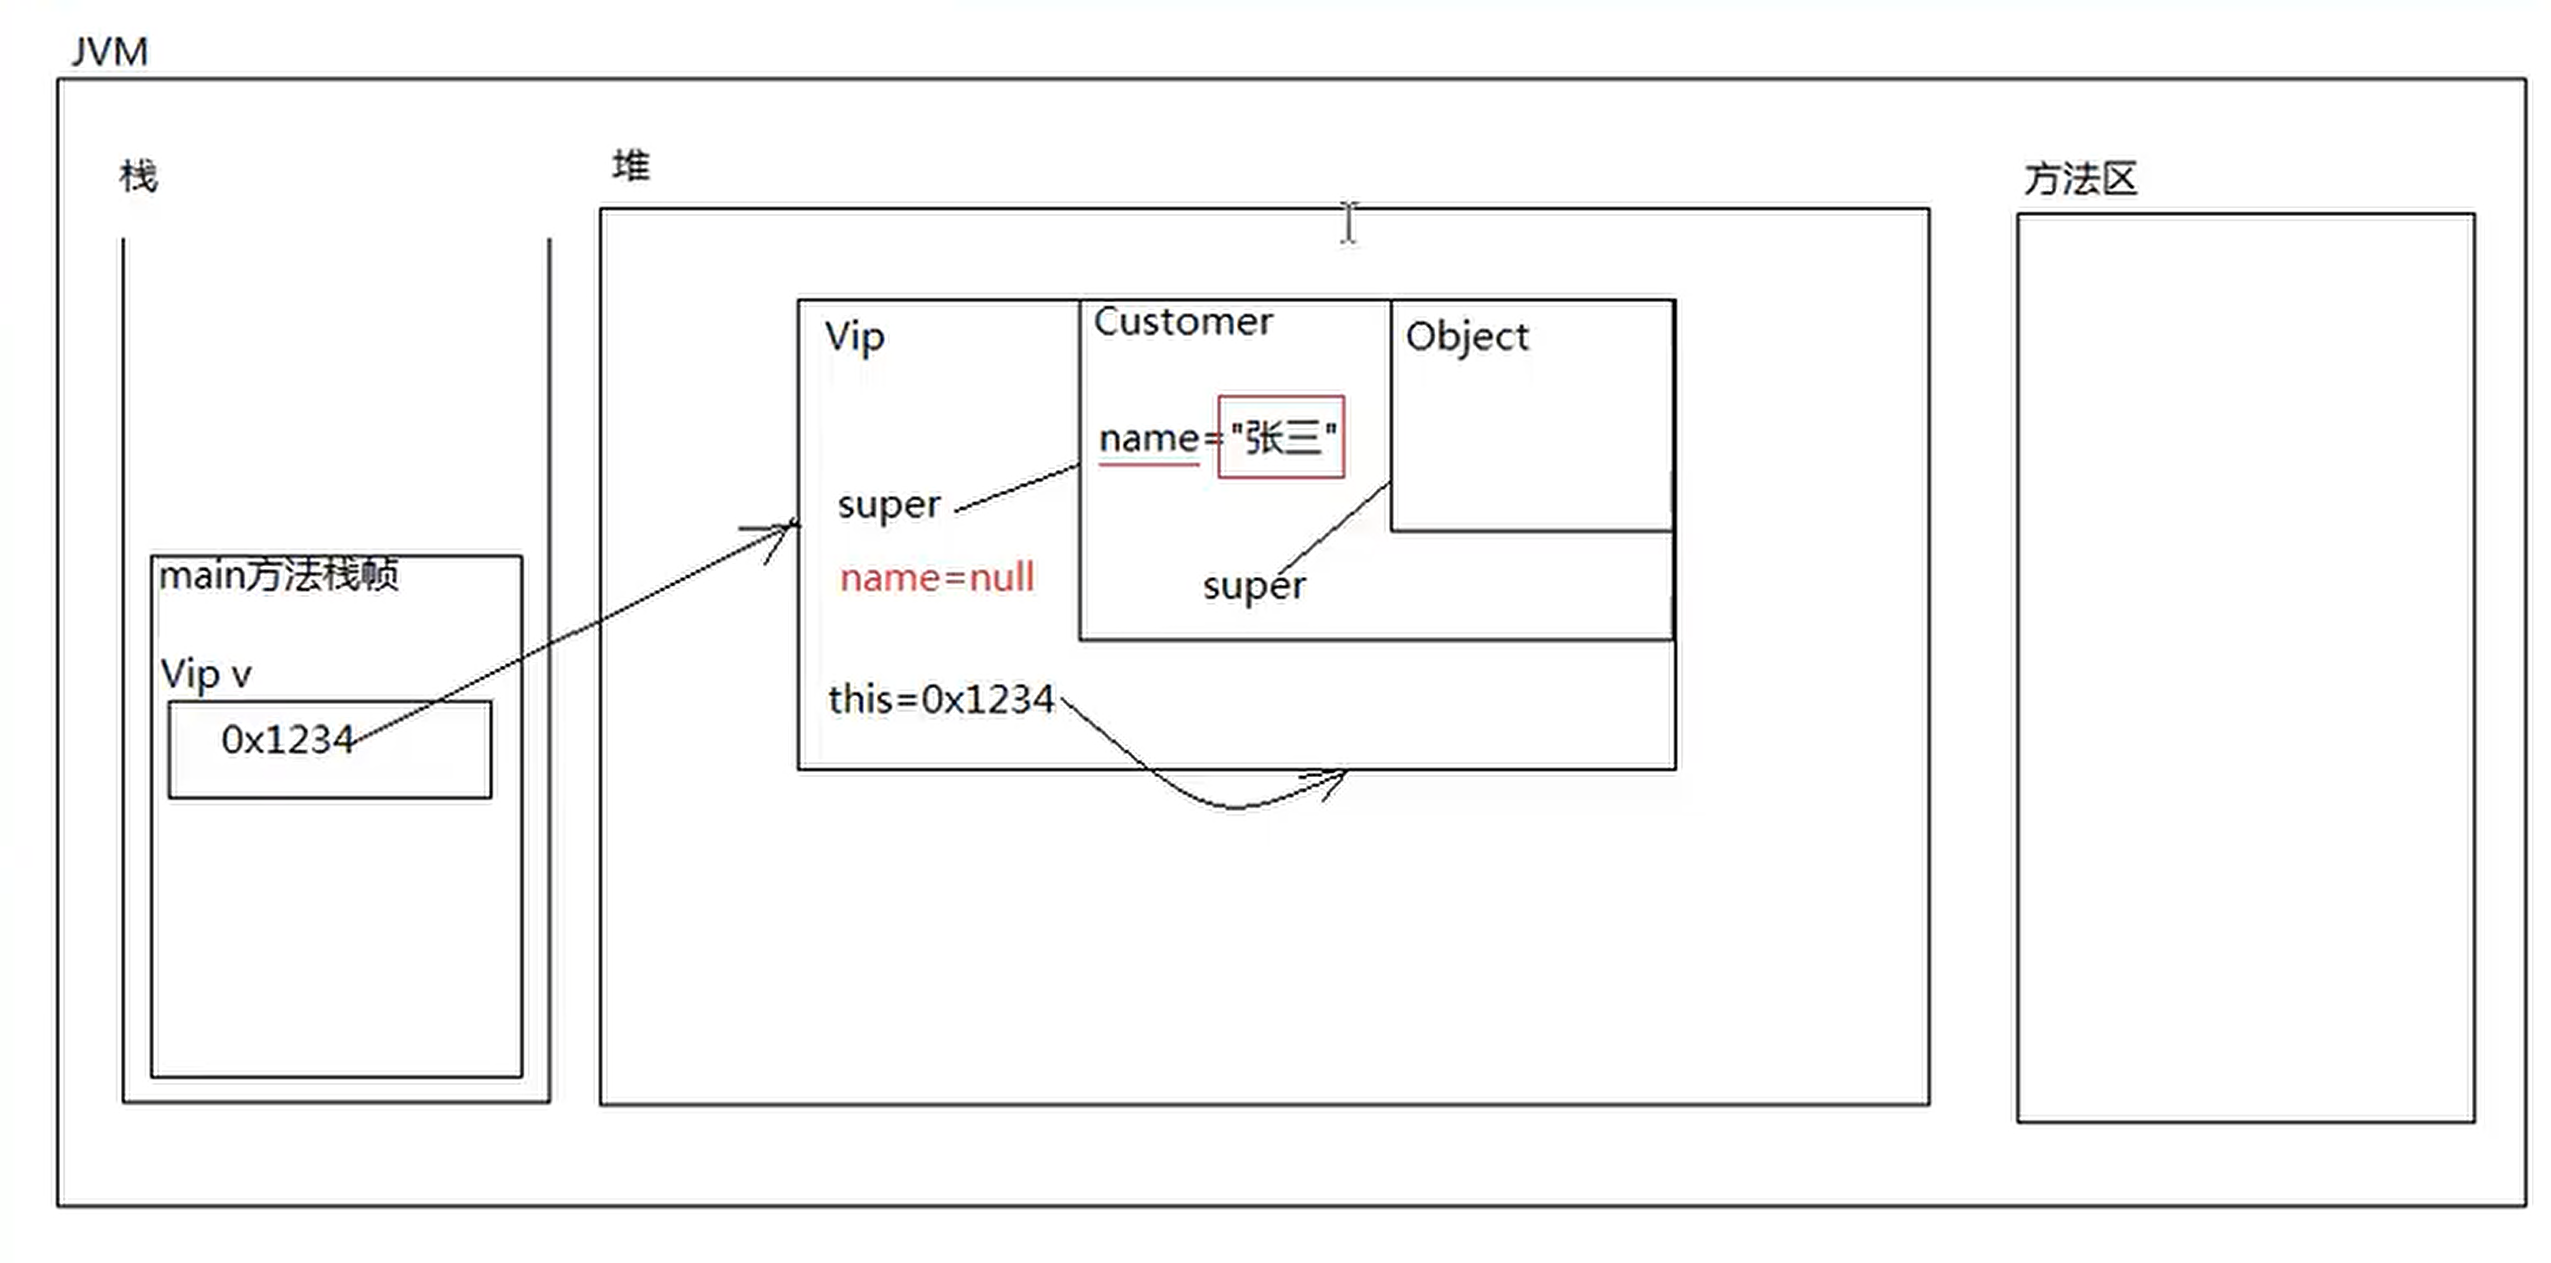 JVM
栈
堆
方法区
Vip
Customer
Object
name="张三"
super
name=null
super
this=0x1234
main方法栈帧
Vip v
0x1234